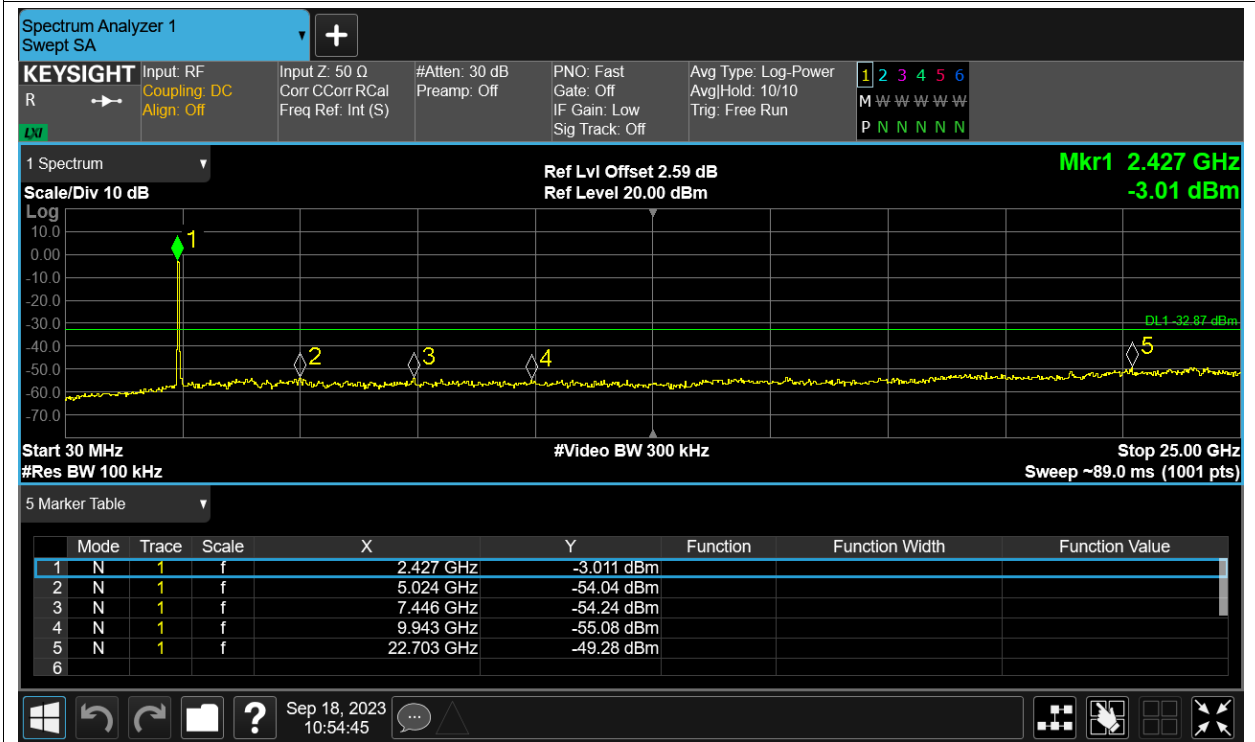 Spectrum Analyzer 1
Swept SA
+
KEYSIGHT
R
LXI
Input: RF
Coupling: DC
Align: Off
Input Z: 50 Ω
Corr CCorr RCal
Freq Ref: Int (S)
#Atten: 30 dB
Preamp: Off
PNO: Fast
Gate: Off
IF Gain: Low
Sig Track: Off
Avg Type: Log-Power
Avg|Hold: 10/10
Trig: Free Run
1 2 3 4 5 6
M W W W W W
P N N N N N
1 Spectrum
Scale/Div 10 dB
Ref Lvl Offset 2.59 dB
Ref Level 20.00 dBm
Mkr1 2.427 GHz
-3.01 dBm
Log
10.0
0.00
-10.0
-20.0
-30.0
-40.0
-50.0
-60.0
-70.0
1
2
3
4
5
DL1 -32.87 dBm
Start 30 MHz
#Res BW 100 kHz
#Video BW 300 kHz
Stop 25.00 GHz
Sweep ~89.0 ms (1001 pts)
5 Marker Table
Mode Trace Scale X Y Function Function Width Function Value
1 N 1 f 2.427 GHz -3.011 dBm
2 N 1 f 5.024 GHz -54.04 dBm
3 N 1 f 7.446 GHz -54.24 dBm
4 N 1 f 9.943 GHz -55.08 dBm
5 N 1 f 22.703 GHz -49.28 dBm
6
?
Sep 18, 2023
10:54:45